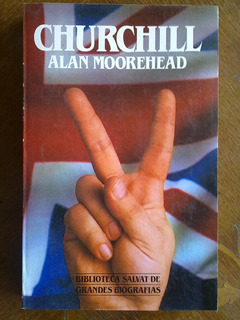 CHURCHILL
ALAN MOOREHEAD
BIBLIOTECA SALVAT DE
GRANDES BIOGRAFIAS